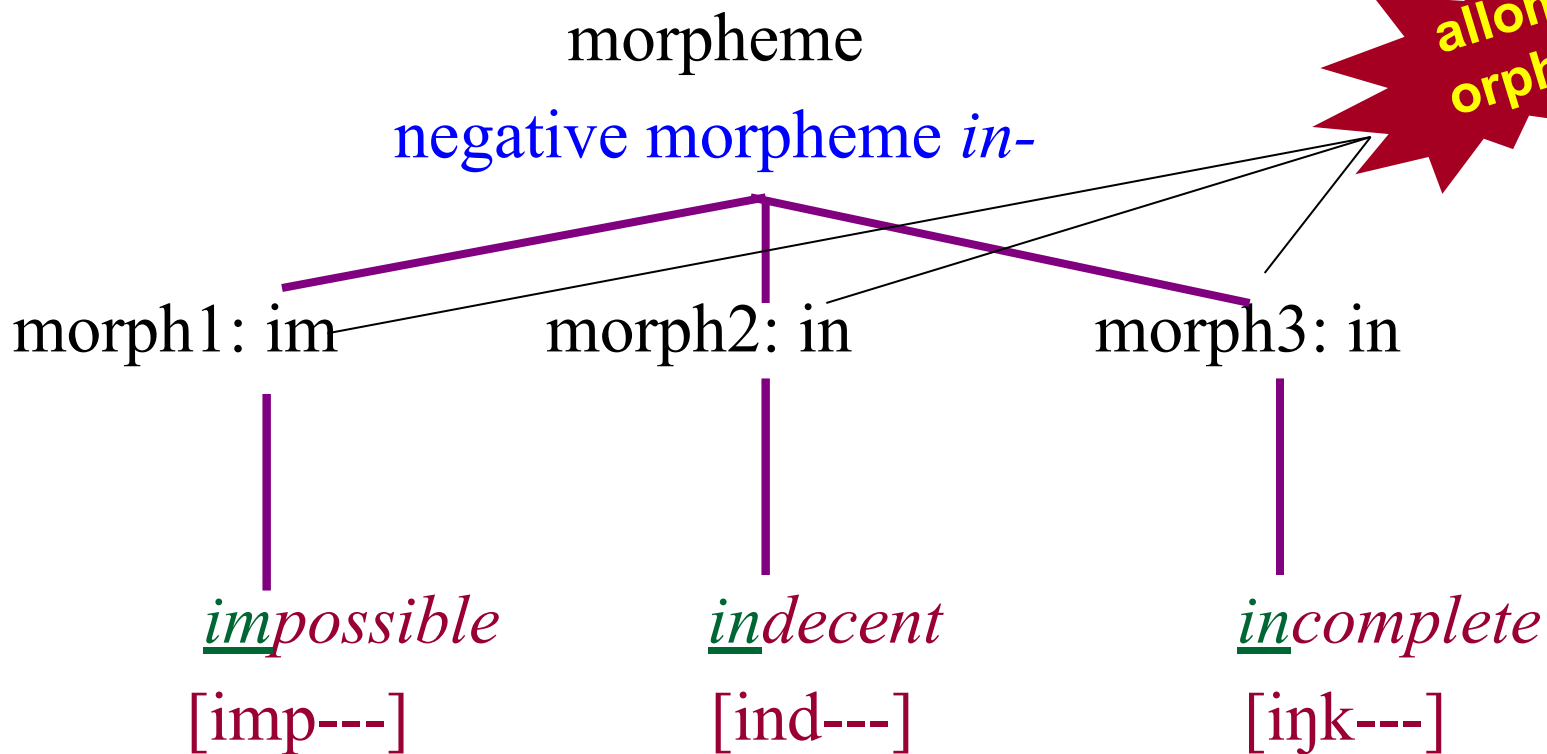 morpheme
negative morpheme in-
morph1: im morph2: in morph3: in
impossible indecent incomplete
[imp---] [ind---] [iŋk---]